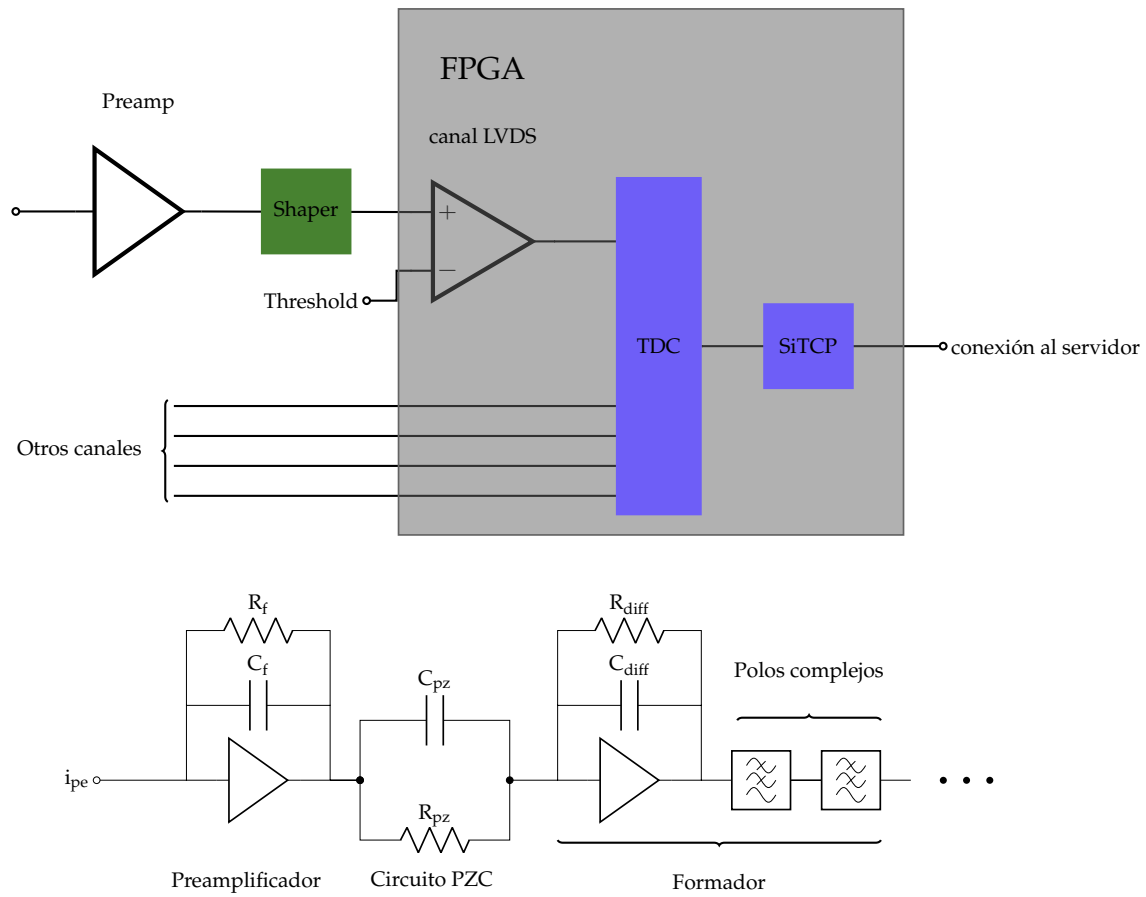 FPGA
Preamp
canal LVDS
Shaper
+
−
Threshold
TDC
SiTCP
conexión al servidor
Otros canales
R_f
R_diff
C_f
C_diff
C_pz
Polos complejos
i_pe
R_pz
Preamplificador
Circuito PZC
Formador